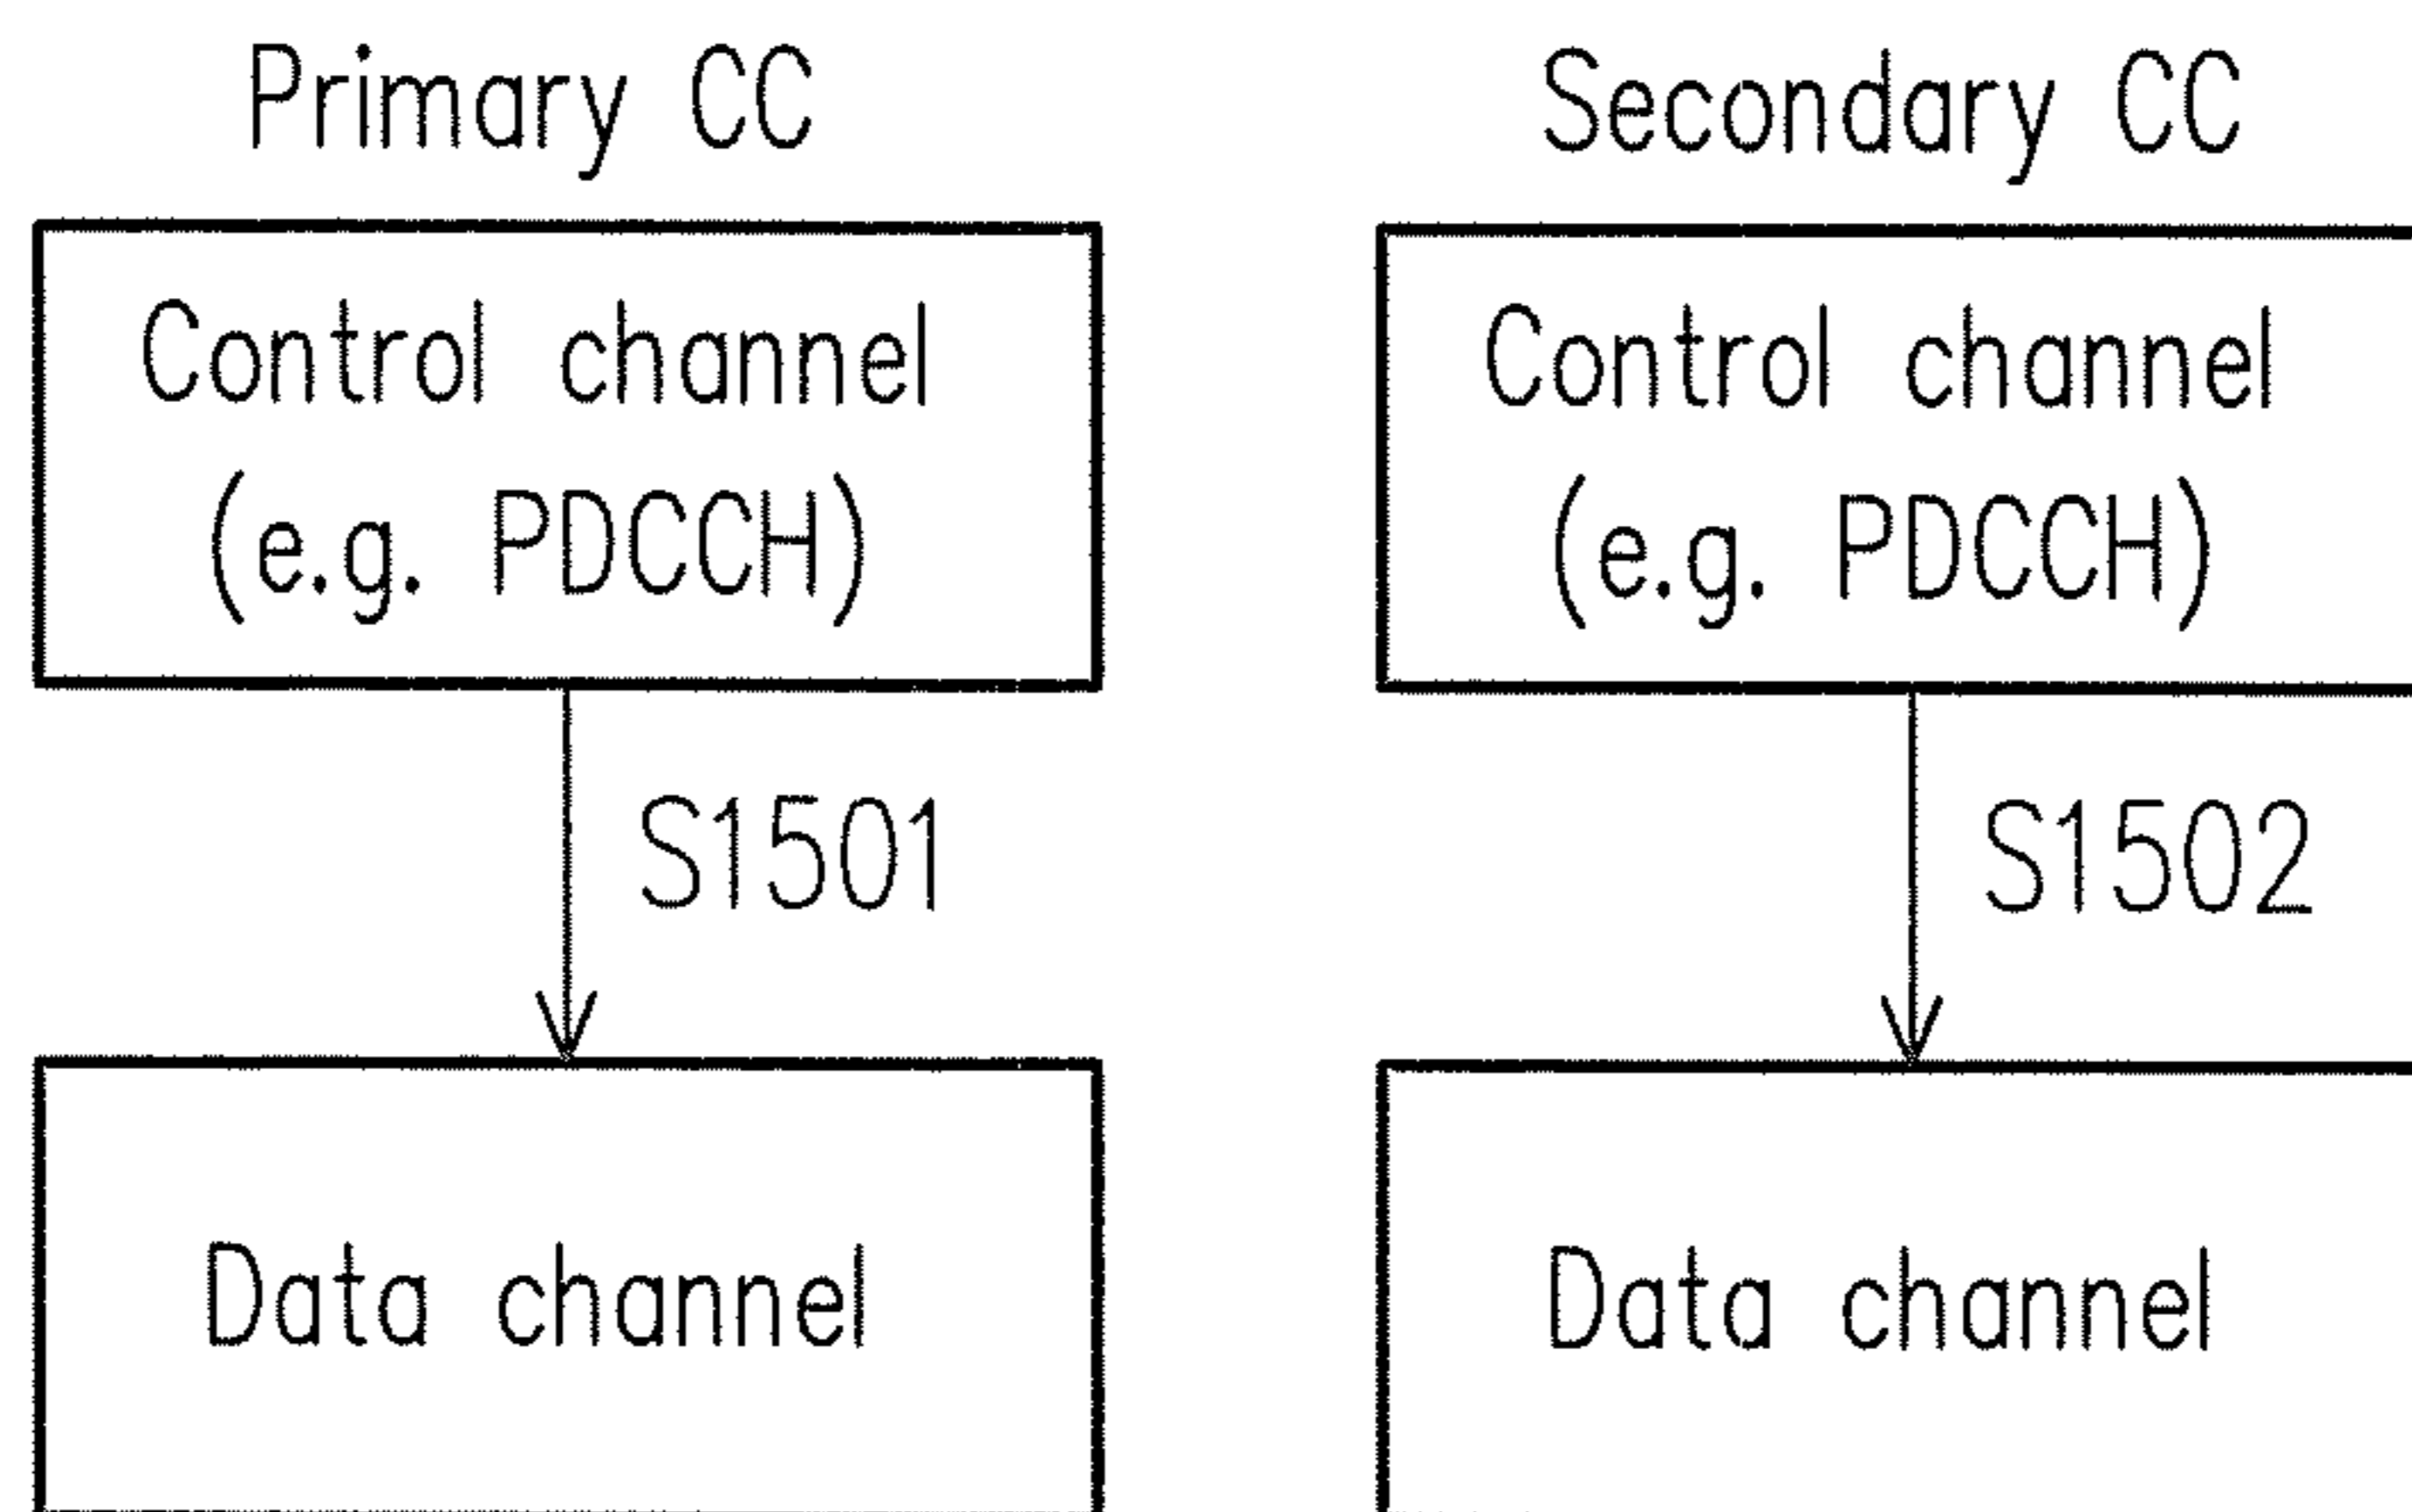 Primary CC
Control channel
(e.g. PDCCH)
S1501
Data channel
Secondary CC
Control channel
(e.g. PDCCH)
S1502
Data channel